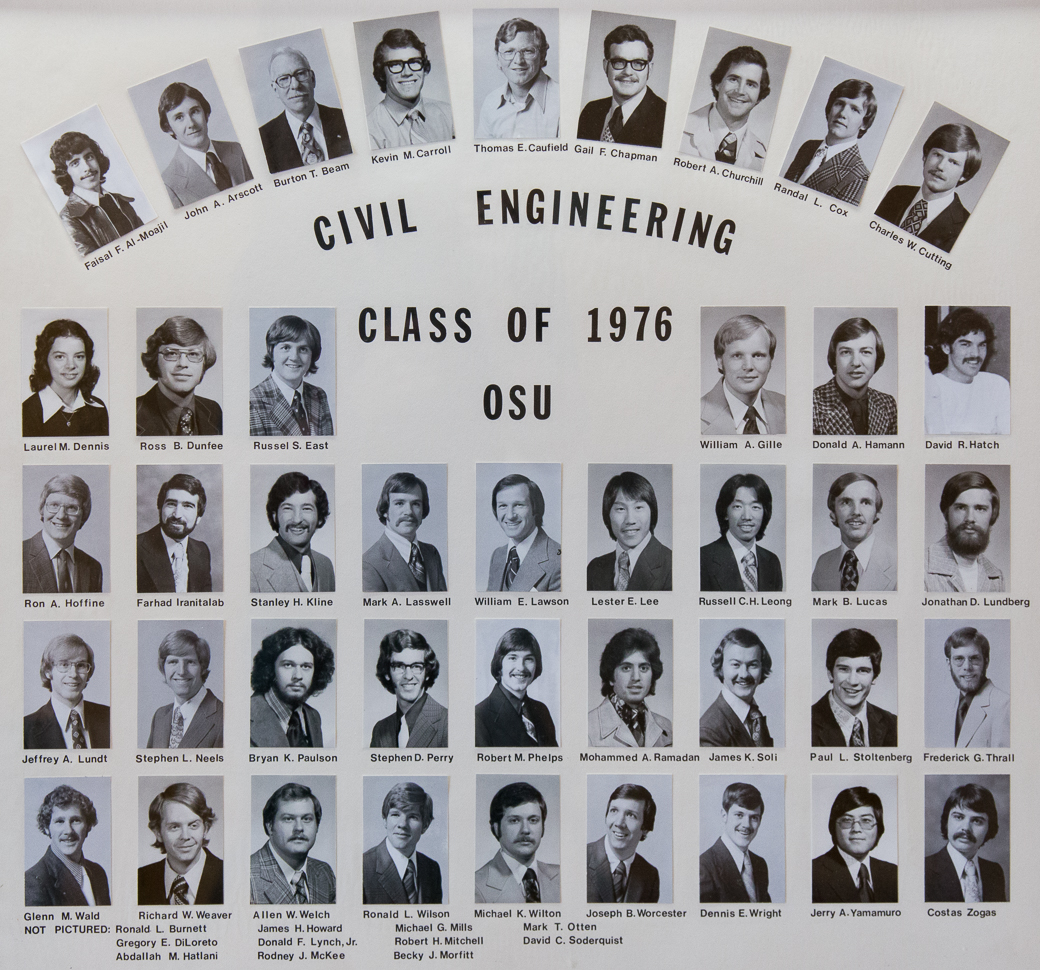 Faisal F. Al-Moajil
John A. Arscott
Burton T. Beam
Kevin M. Carroll
Thomas E. Caufield
Gail F. Chapman
Robert A. Churchill
Randal L. Cox
Charles W. Cutting
CIVIL ENGINEERING
CLASS OF 1976
OSU
Laurel M. Dennis
Ross B. Dunfee
Russel S. East
William A. Gille
Donald A. Hamann
David R. Hatch
Ron A. Hoffine
Farhad Iranitalab
Stanley H. Kline
Mark A. Lasswell
William E. Lawson
Lester E. Lee
Russell C.H. Leong
Mark B. Lucas
Jonathan D. Lundberg
Jeffrey A. Lundt
Stephen L. Neels
Bryan K. Paulson
Stephen D. Perry
Robert M. Phelps
Mohammed A. Ramadan
James K. Soli
Paul L. Stoltenberg
Frederick G. Thrall
Glenn M. Wald
Richard W. Weaver
Allen W. Welch
Ronald L. Wilson
Michael K. Wilton
Joseph B. Worcester
Dennis E. Wright
Jerry A. Yamamuro
Costas Zogas
NOT PICTURED: Ronald L. Burnett
Gregory E. DiLoreto
Abdallah M. Hatlani
James H. Howard
Donald F. Lynch, Jr.
Rodney J. McKee
Michael G. Mills
Robert H. Mitchell
Becky J. Morfitt
Mark T. Otten
David C. Soderquist